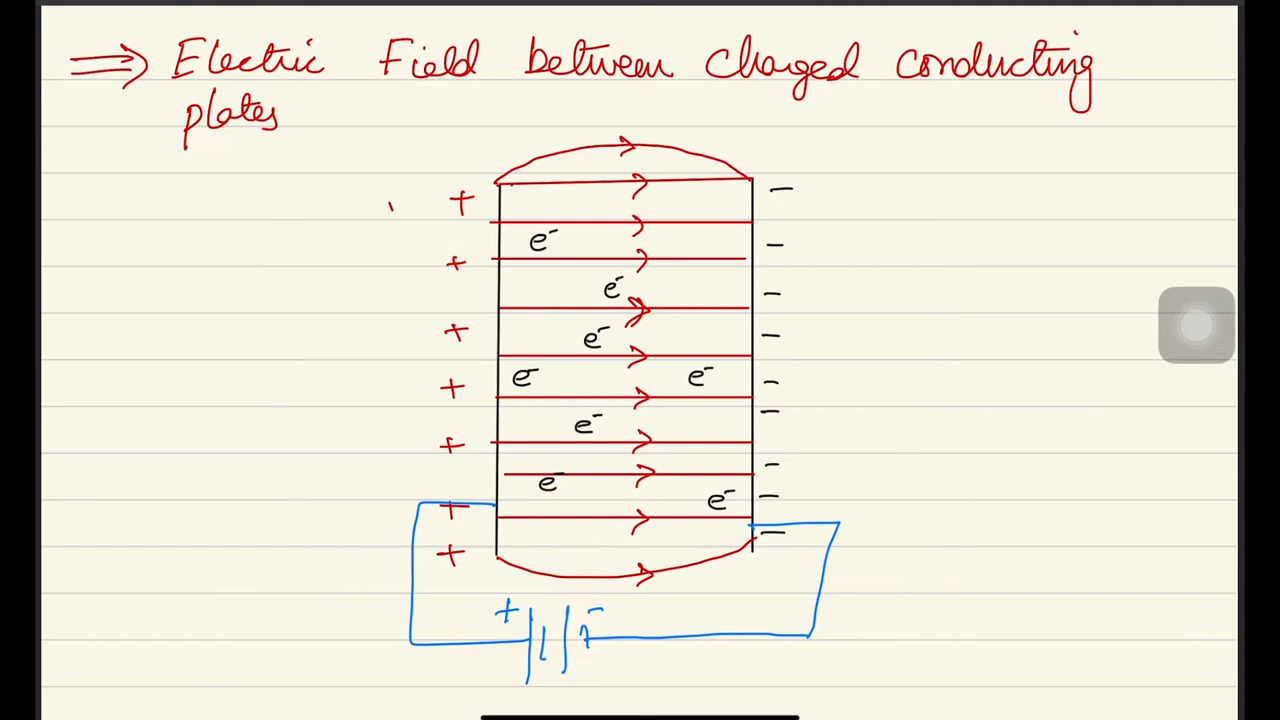 ⇒ Electric Field between charged conducting
plates
+ −
e⁻ −
+
e⁻ −
+ e⁻ −
+ e⁻ e⁻ −
−
+ e⁻
−
e⁻ e⁻ −
+
−
+
+ −